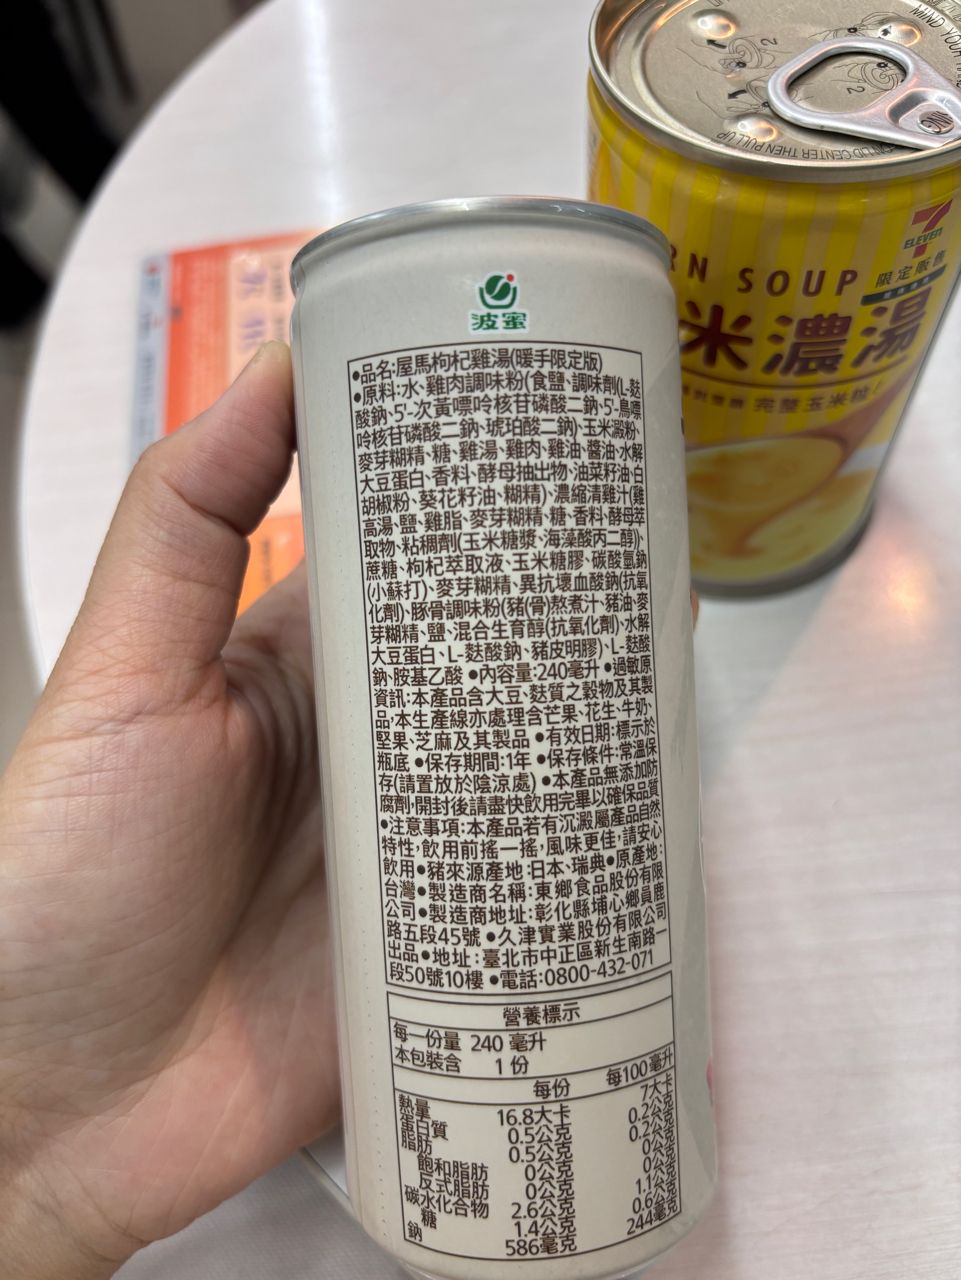 MIND YOUR
ON LID CENTER THEN PULL UP
2
2
7
ELEVEN
限定販售
RN SOUP
米濃湯
完整玉米粒!
波蜜
●品名:屋馬枸杞雞湯(暖手限定版)
●原料:水、雞肉調味粉(食鹽、調味劑(L-麩
酸鈉、5'-次黃嘌呤核苷磷酸二鈉、5'-鳥嘌
呤核苷磷酸二鈉、琥珀酸二鈉)、玉米澱粉、
麥芽糊精、糖、雞湯、雞肉、雞油、醬油、水解
大豆蛋白、香料、酵母抽出物、油菜籽油、白
胡椒粉、葵花籽油、糊精)、濃縮清雞汁(雞
高湯、鹽、雞脂、麥芽糊精、糖、香料、酵母萃
取物、粘稠劑(玉米糖漿、海藻酸丙二醇))、
蔗糖、枸杞萃取液、玉米糖膠、碳酸氫鈉
(小蘇打)、麥芽糊精、異抗壞血酸鈉(抗氧
化劑)、豚骨調味粉(豬(骨)熬煮汁、豬油、麥
芽糊精、鹽、混合生育醇(抗氧化劑)、水解
大豆蛋白、L-麩酸鈉、豬皮明膠)、L-麩酸
鈉、胺基乙酸 ●內容量:240毫升 ●過敏原
資訊:本產品含大豆、麩質之穀物及其製
品,本生產線亦處理含芒果、花生、牛奶、
堅果、芝麻及其製品 ●有效日期:標示於
瓶底 ●保存期間:1年 ●保存條件:常溫保
存(請置放於陰涼處) ●本產品無添加防
腐劑,開封後請盡快飲用完畢以確保品質
●注意事項:本產品若有沉澱屬產品自然
特性,飲用前搖一搖,風味更佳,請安心
飲用●豬來源產地:日本、瑞典●原產地:
台灣●製造商名稱:東鄉食品股份有限
公司●製造商地址:彰化縣埔心鄉員鹿
路五段45號 ●久津實業股份有限公司
出品●地址:臺北市中正區新生南路一
段50號10樓 ●電話:0800-432-071
營養標示
每一份量 240 毫升
本包裝含 1 份
每份 每100毫升
熱量 16.8大卡 7大卡
蛋白質 0.5公克 0.2公克
脂肪 0.5公克 0.2公克
飽和脂肪 0公克 0公克
反式脂肪 0公克 0公克
碳水化合物 2.6公克 1.1公克
糖 1.4公克 0.6公克
鈉 586毫克 244毫克